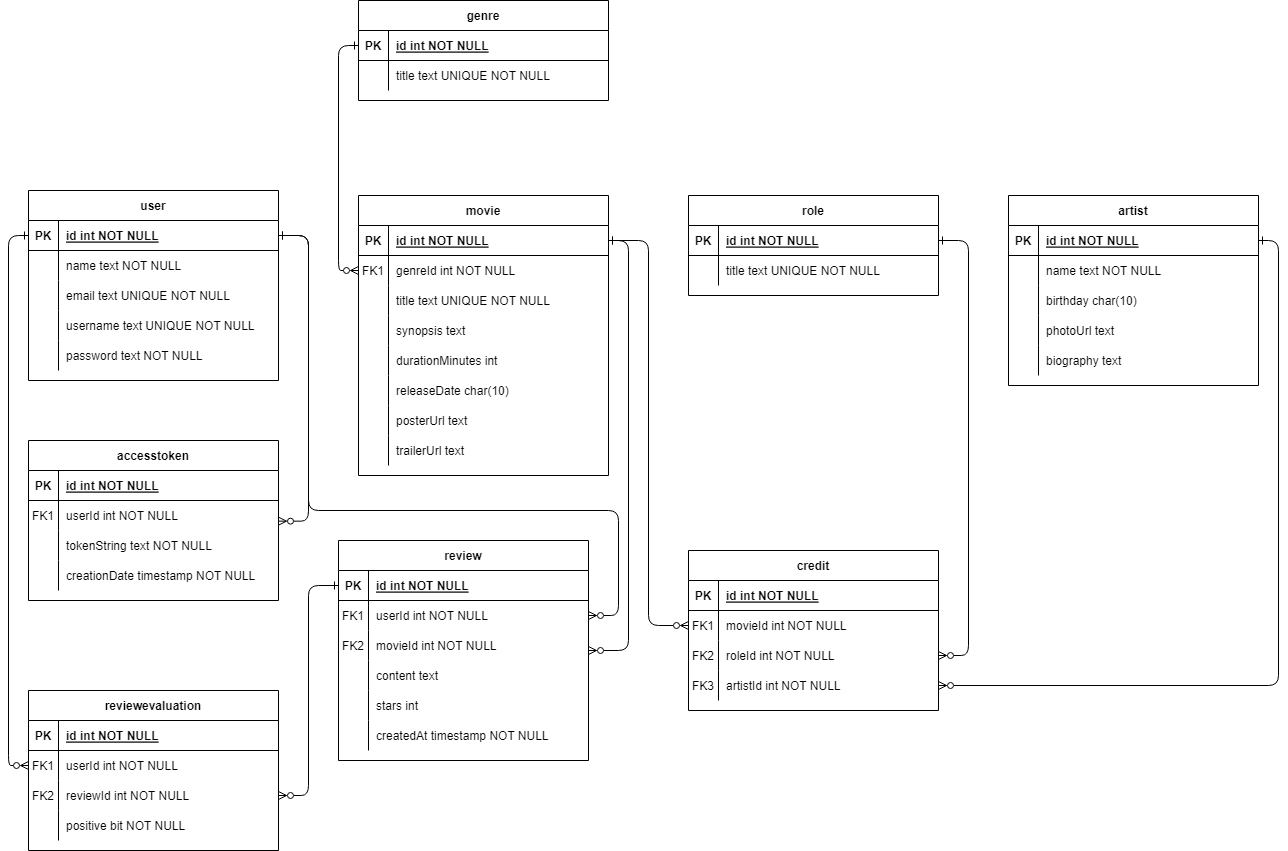 genre
PK id int NOT NULL
title text UNIQUE NOT NULL
user
PK id int NOT NULL
name text NOT NULL
email text UNIQUE NOT NULL
username text UNIQUE NOT NULL
password text NOT NULL
movie
PK id int NOT NULL
FK1 genreId int NOT NULL
title text UNIQUE NOT NULL
synopsis text
durationMinutes int
releaseDate char(10)
posterUrl text
trailerUrl text
role
PK id int NOT NULL
title text UNIQUE NOT NULL
artist
PK id int NOT NULL
name text NOT NULL
birthday char(10)
photoUrl text
biography text
accesstoken
PK id int NOT NULL
FK1 userId int NOT NULL
tokenString text NOT NULL
creationDate timestamp NOT NULL
review
PK id int NOT NULL
FK1 userId int NOT NULL
FK2 movieId int NOT NULL
content text
stars int
createdAt timestamp NOT NULL
credit
PK id int NOT NULL
FK1 movieId int NOT NULL
FK2 roleId int NOT NULL
FK3 artistId int NOT NULL
reviewevaluation
PK id int NOT NULL
FK1 userId int NOT NULL
FK2 reviewId int NOT NULL
positive bit NOT NULL